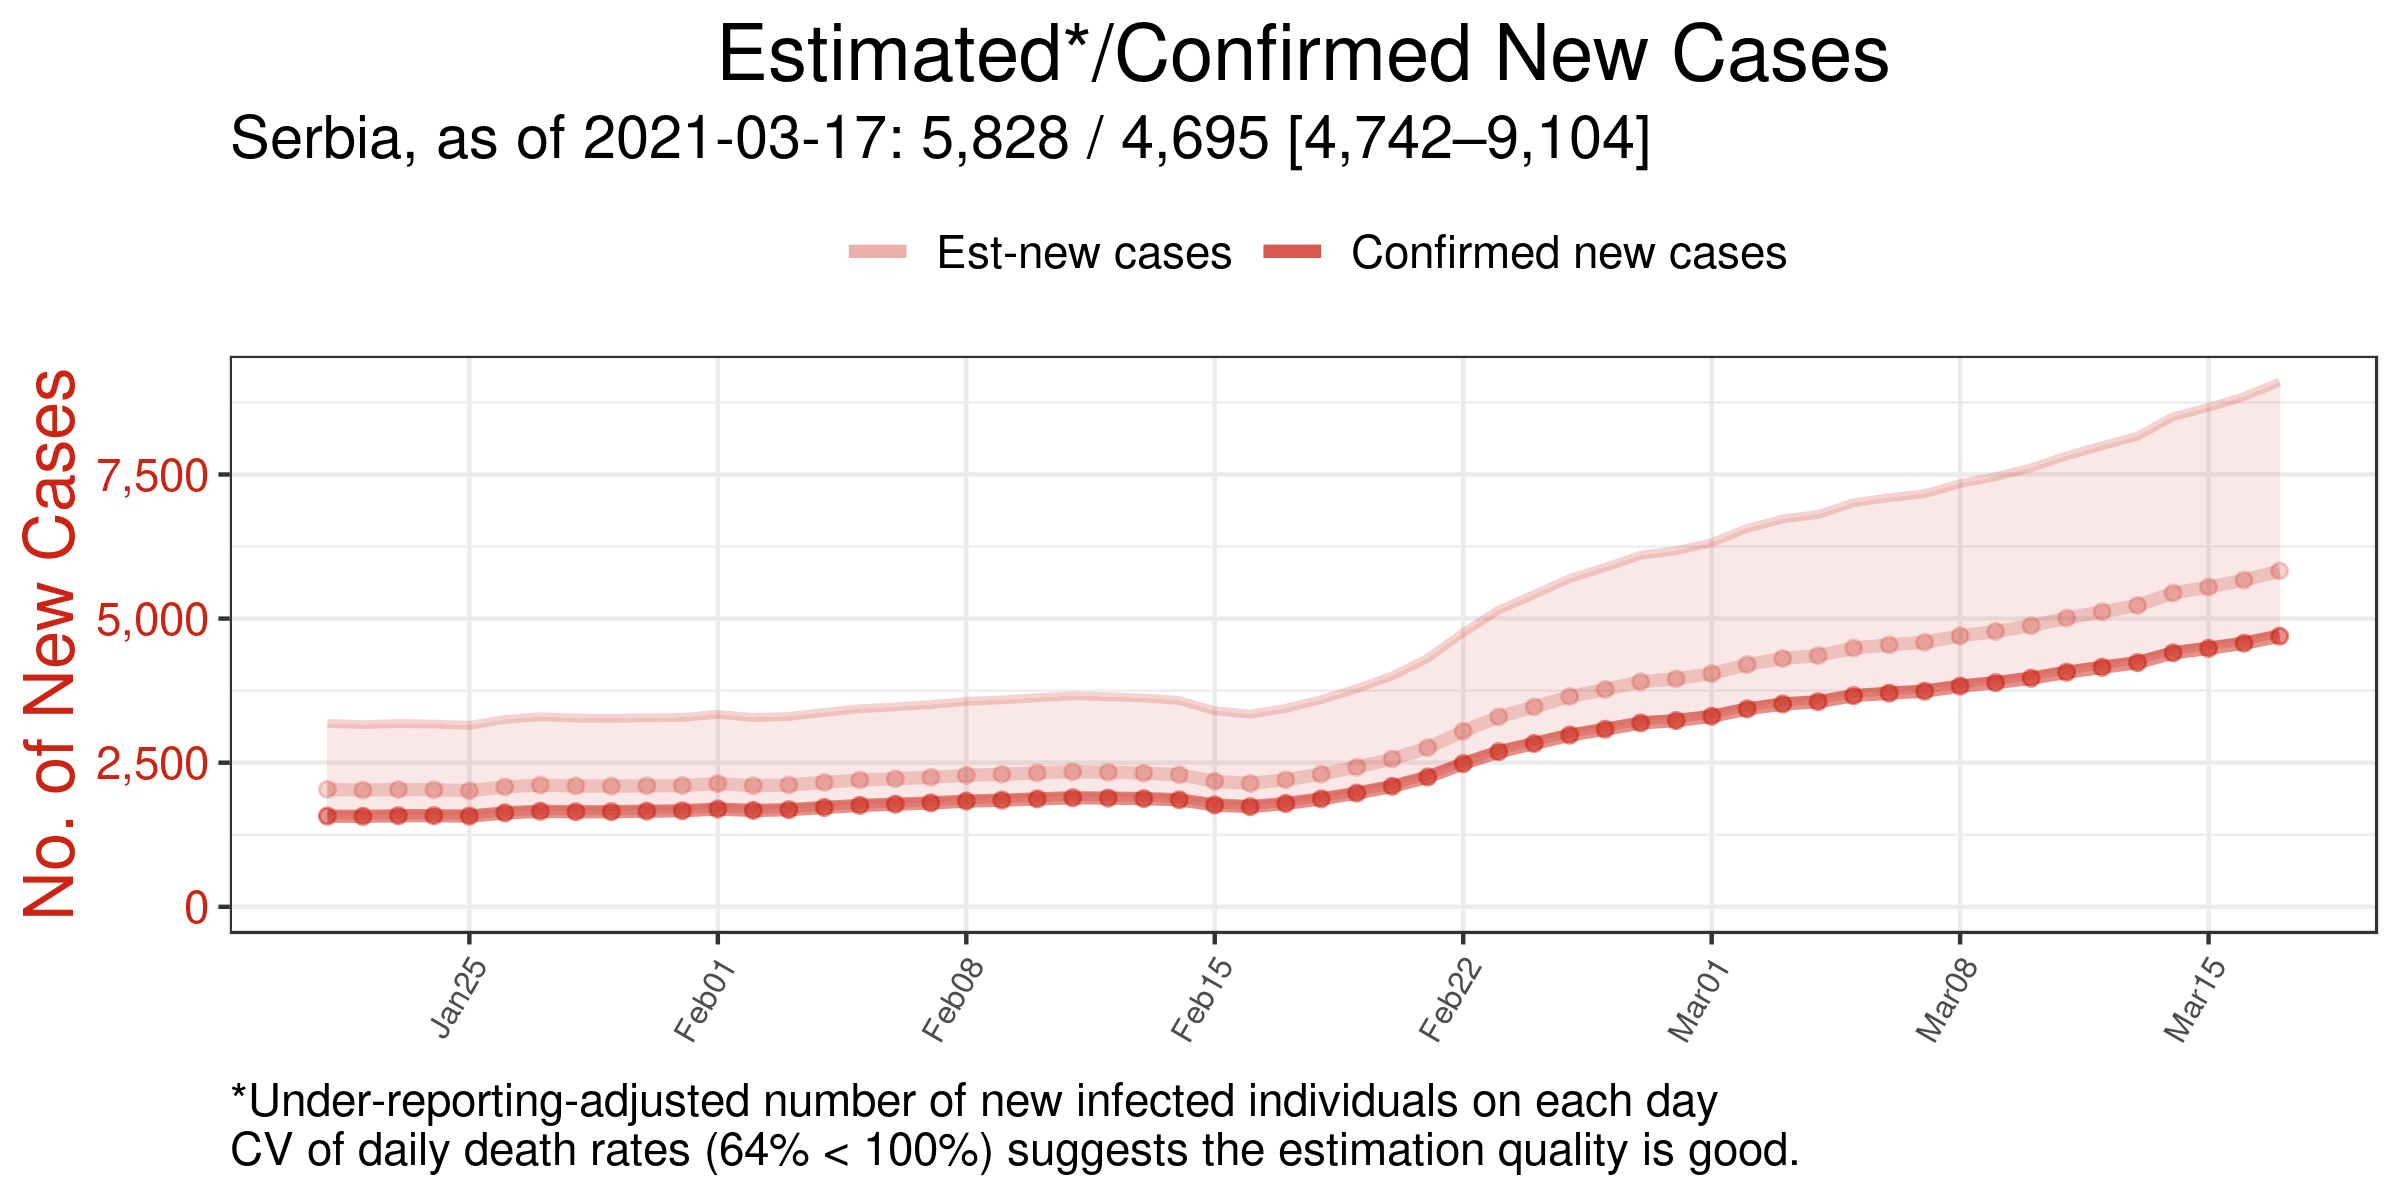 Estimated*/Confirmed New Cases
Serbia, as of 2021-03-17: 5,828 / 4,695 [4,742–9,104]
Est-new cases Confirmed new cases
No. of New Cases
7,500
5,000
2,500
0
Jan25 Feb01 Feb08 Feb15 Feb22 Mar01 Mar08 Mar15
*Under-reporting-adjusted number of new infected individuals on each day
CV of daily death rates (64% < 100%) suggests the estimation quality is good.